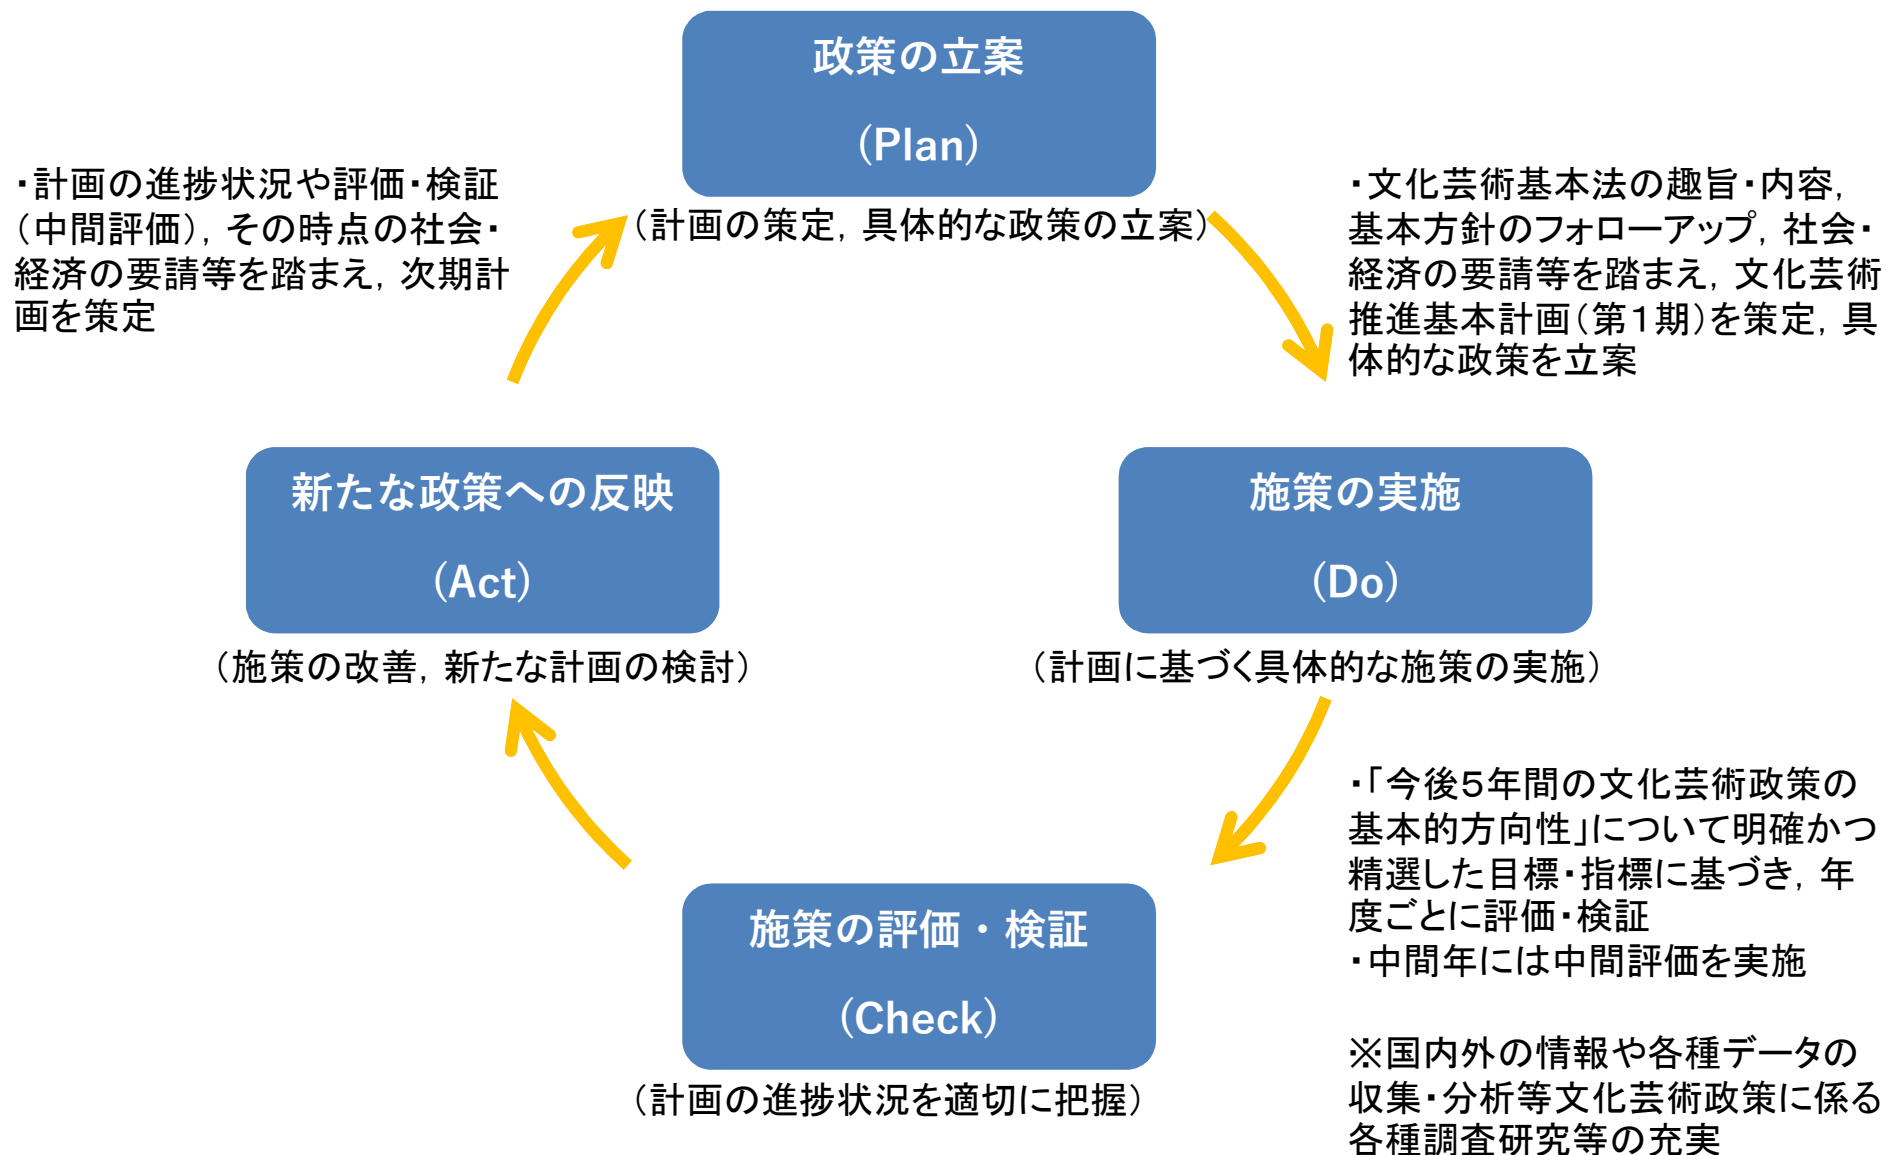 政策の立案
(Plan)
（計画の策定，具体的な政策の立案）
・計画の進捗状況や評価・検証
（中間評価），その時点の社会・
経済の要請等を踏まえ，次期計
画を策定
・文化芸術基本法の趣旨・内容，
基本方針のフォローアップ，社会・
経済の要請等を踏まえ，文化芸術
推進基本計画（第１期）を策定，具
体的な政策を立案
新たな政策への反映
(Act)
（施策の改善，新たな計画の検討）
施策の実施
(Do)
（計画に基づく具体的な施策の実施）
・「今後５年間の文化芸術政策の
基本的方向性」について明確かつ
精選した目標・指標に基づき，年
度ごとに評価・検証
・中間年には中間評価を実施
※国内外の情報や各種データの
収集・分析等文化芸術政策に係る
各種調査研究等の充実
施策の評価・検証
(Check)
（計画の進捗状況を適切に把握）